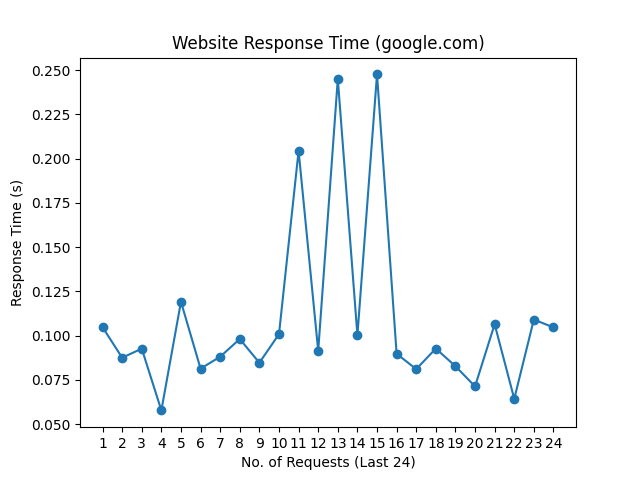 Website Response Time (google.com)
0.250
0.225
0.200
0.175
0.150
0.125
0.100
0.075
0.050
Response Time (s)
1 2 3 4 5 6 7 8 9 10 11 12 13 14 15 16 17 18 19 20 21 22 23 24
No. of Requests (Last 24)